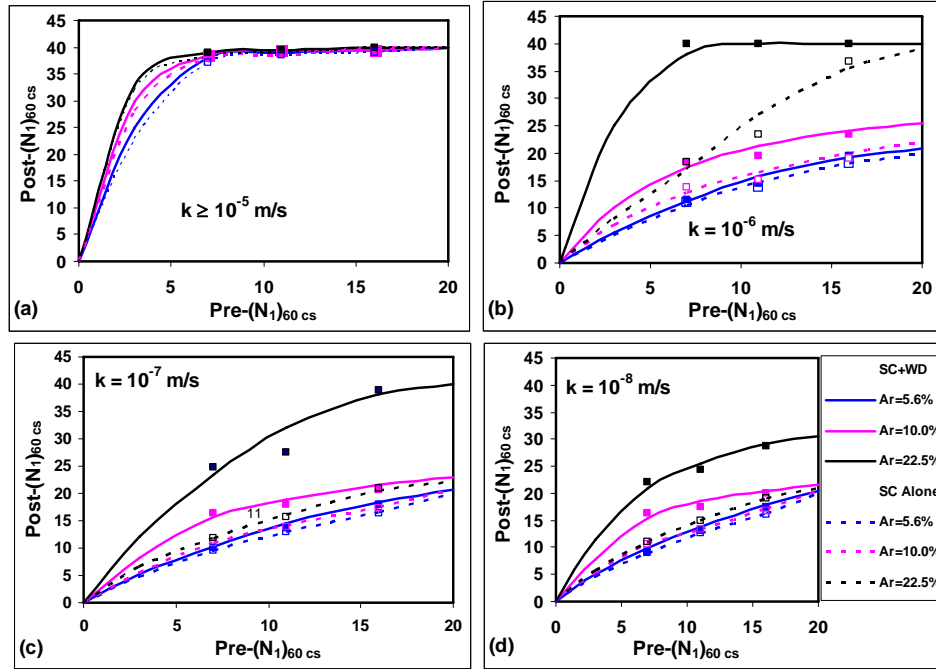 45
40
35
30
25
20
15
10
5
0
Post-(N1)60 cs
k ≥ 10-5 m/s
0 5 10 15 20
(a)
Pre-(N1)60 cs
45
40
35
30
25
20
15
10
5
0
Post-(N1)60 cs
k = 10-6 m/s
0 5 10 15 20
(b)
Pre-(N1)60 cs
45
40
35
30
25
20
15
10
5
0
Post-(N1)60 cs
k = 10-7 m/s
11
0 5 10 15 20
(c)
Pre-(N1)60 cs
45
40
35
30
25
20
15
10
5
0
Post-(N1)60 cs
k = 10-8 m/s
0 5 10 15 20
(d)
Pre-(N1)60 cs
SC+WD
Ar=5.6%
Ar=10.0%
Ar=22.5%
SC Alone
Ar=5.6%
Ar=10.0%
Ar=22.5%